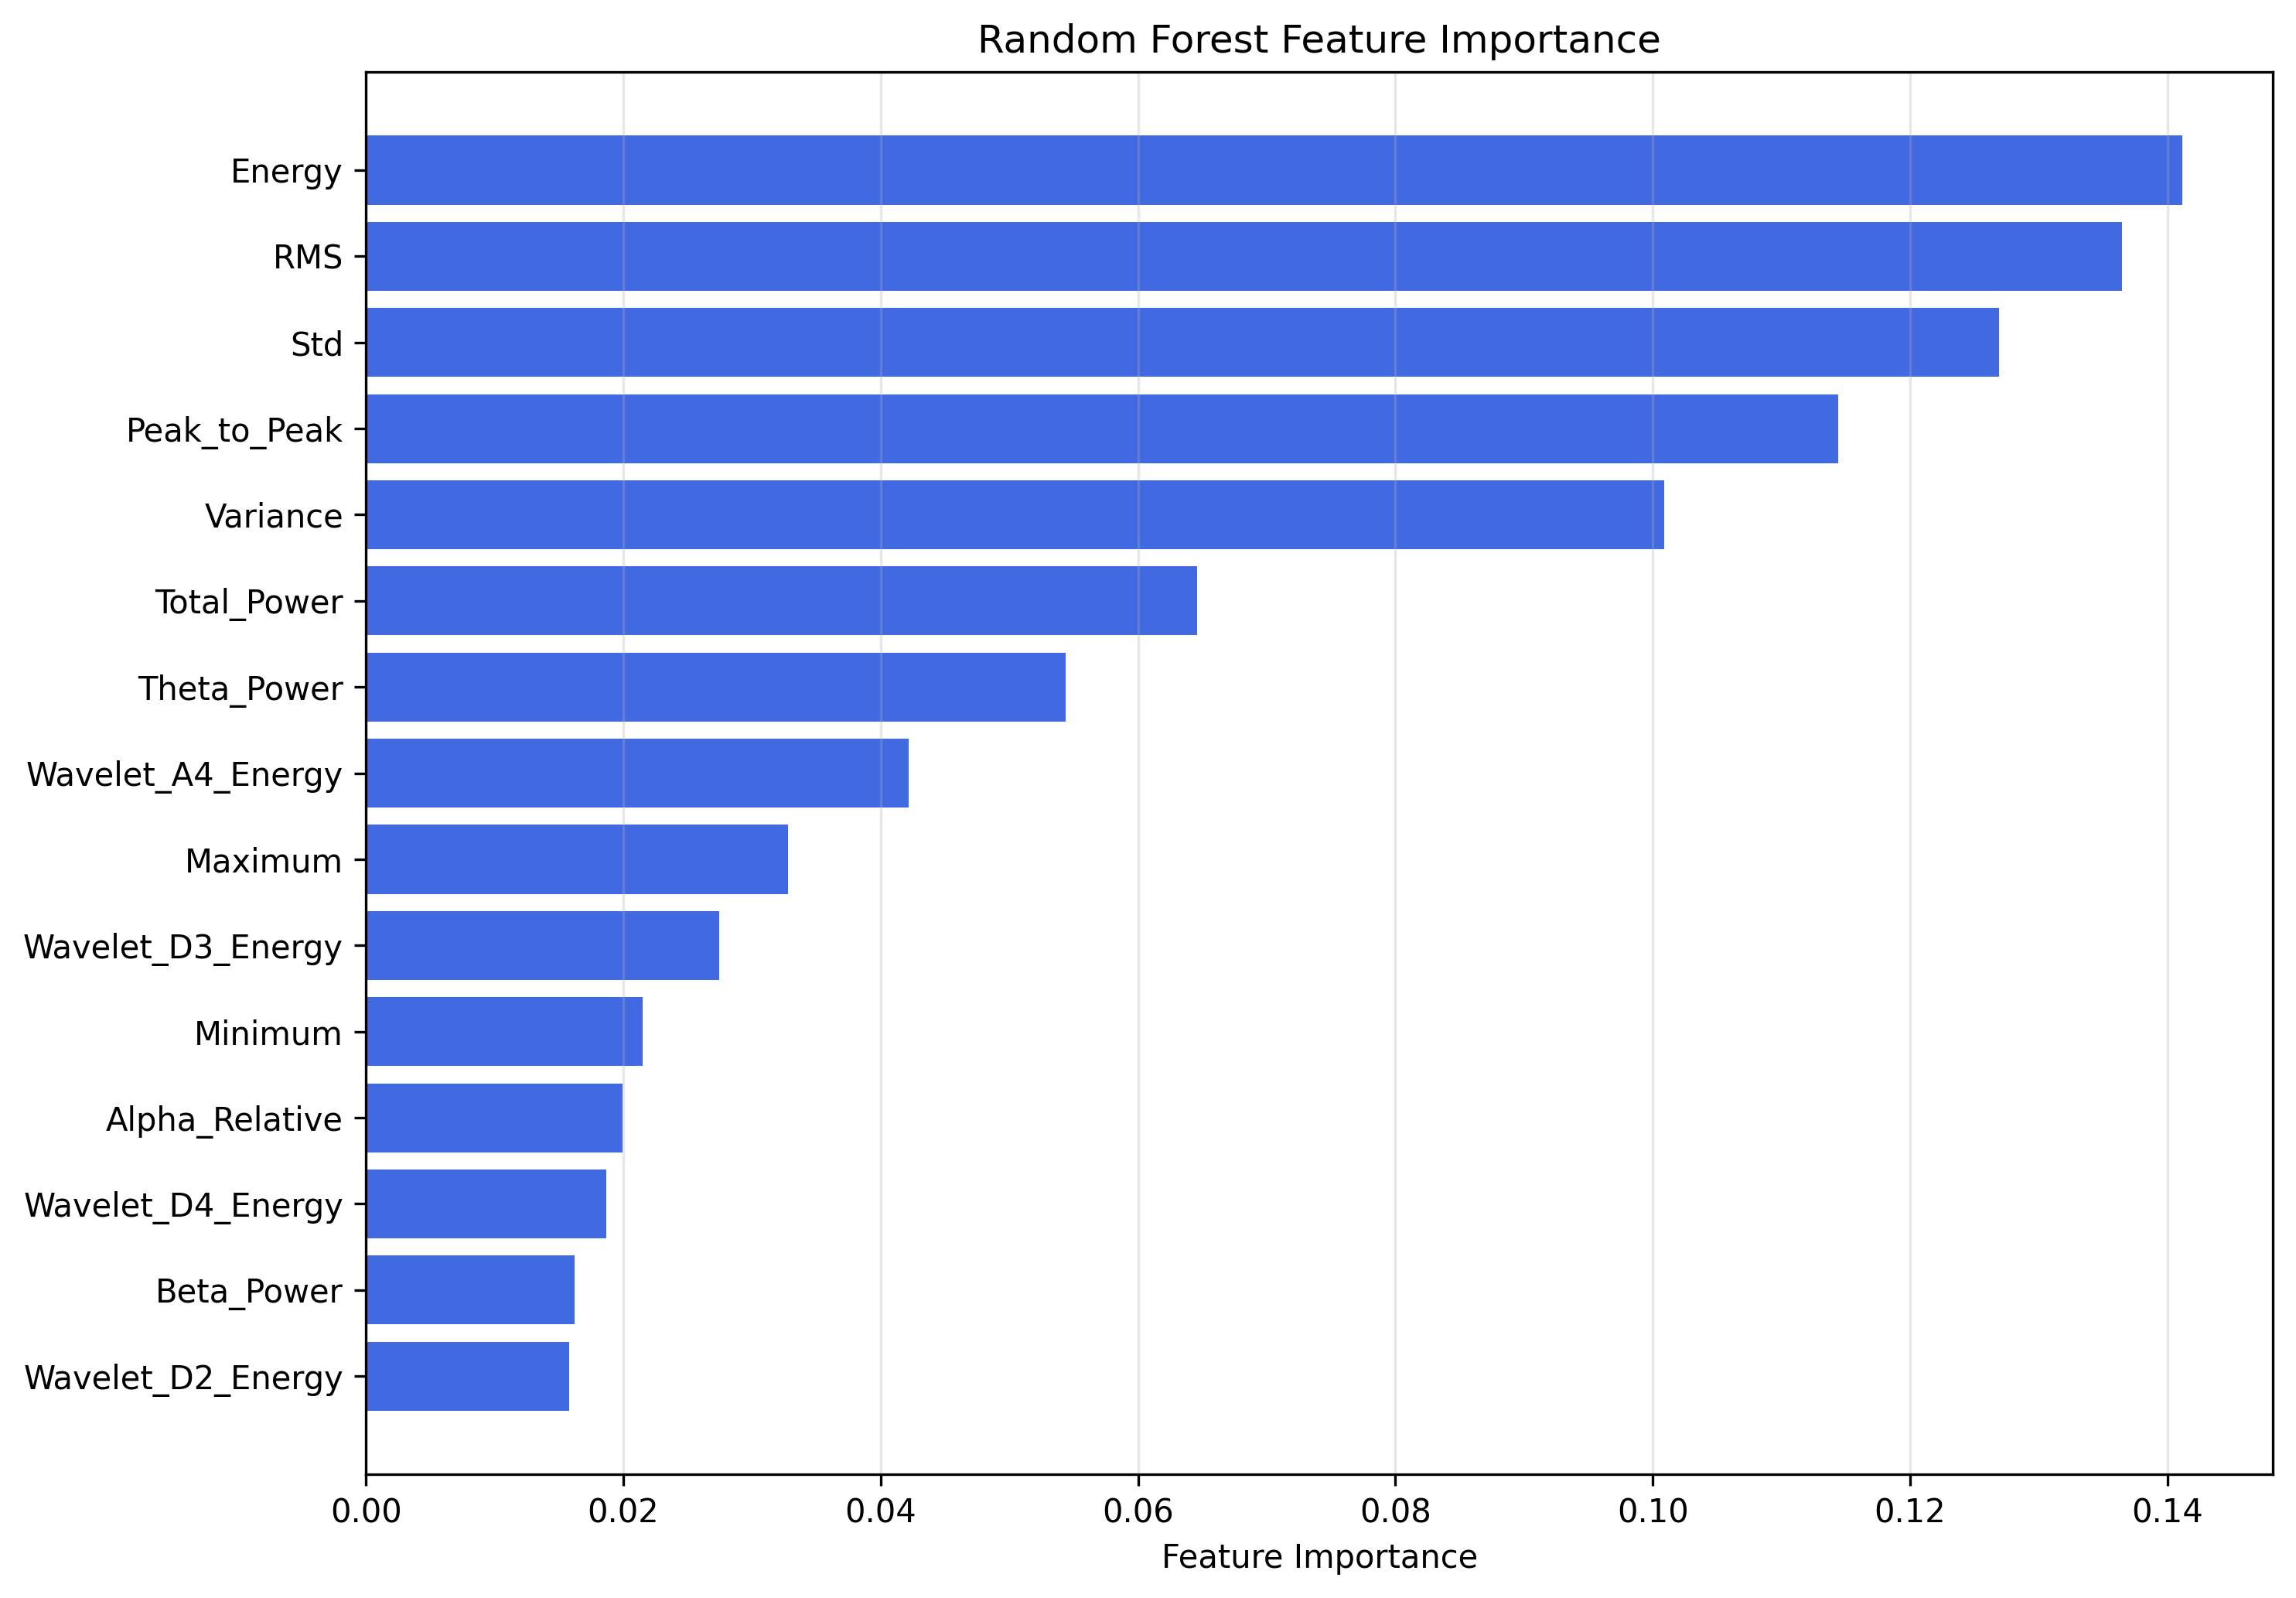 Random Forest Feature Importance
Energy
RMS
Std
Peak_to_Peak
Variance
Total_Power
Theta_Power
Wavelet_A4_Energy
Maximum
Wavelet_D3_Energy
Minimum
Alpha_Relative
Wavelet_D4_Energy
Beta_Power
Wavelet_D2_Energy
0.00 0.02 0.04 0.06 0.08 0.10 0.12 0.14
Feature Importance